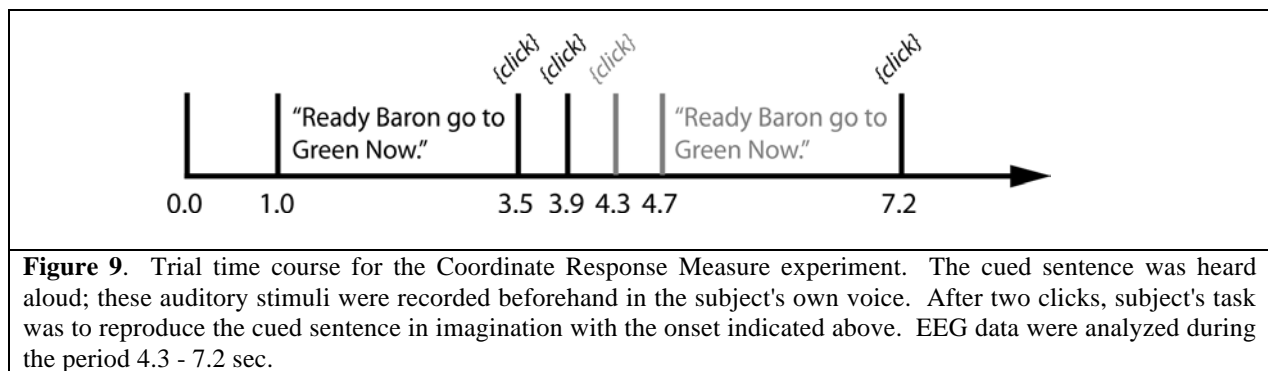 {click}
{click}
{click}
{click}
"Ready Baron go to
Green Now."
"Ready Baron go to
Green Now."
0.0 1.0 3.5 3.9 4.3 4.7 7.2
Figure 9. Trial time course for the Coordinate Response Measure experiment. The cued sentence was heard
aloud; these auditory stimuli were recorded beforehand in the subject's own voice. After two clicks, subject's task
was to reproduce the cued sentence in imagination with the onset indicated above. EEG data were analyzed during
the period 4.3 - 7.2 sec.